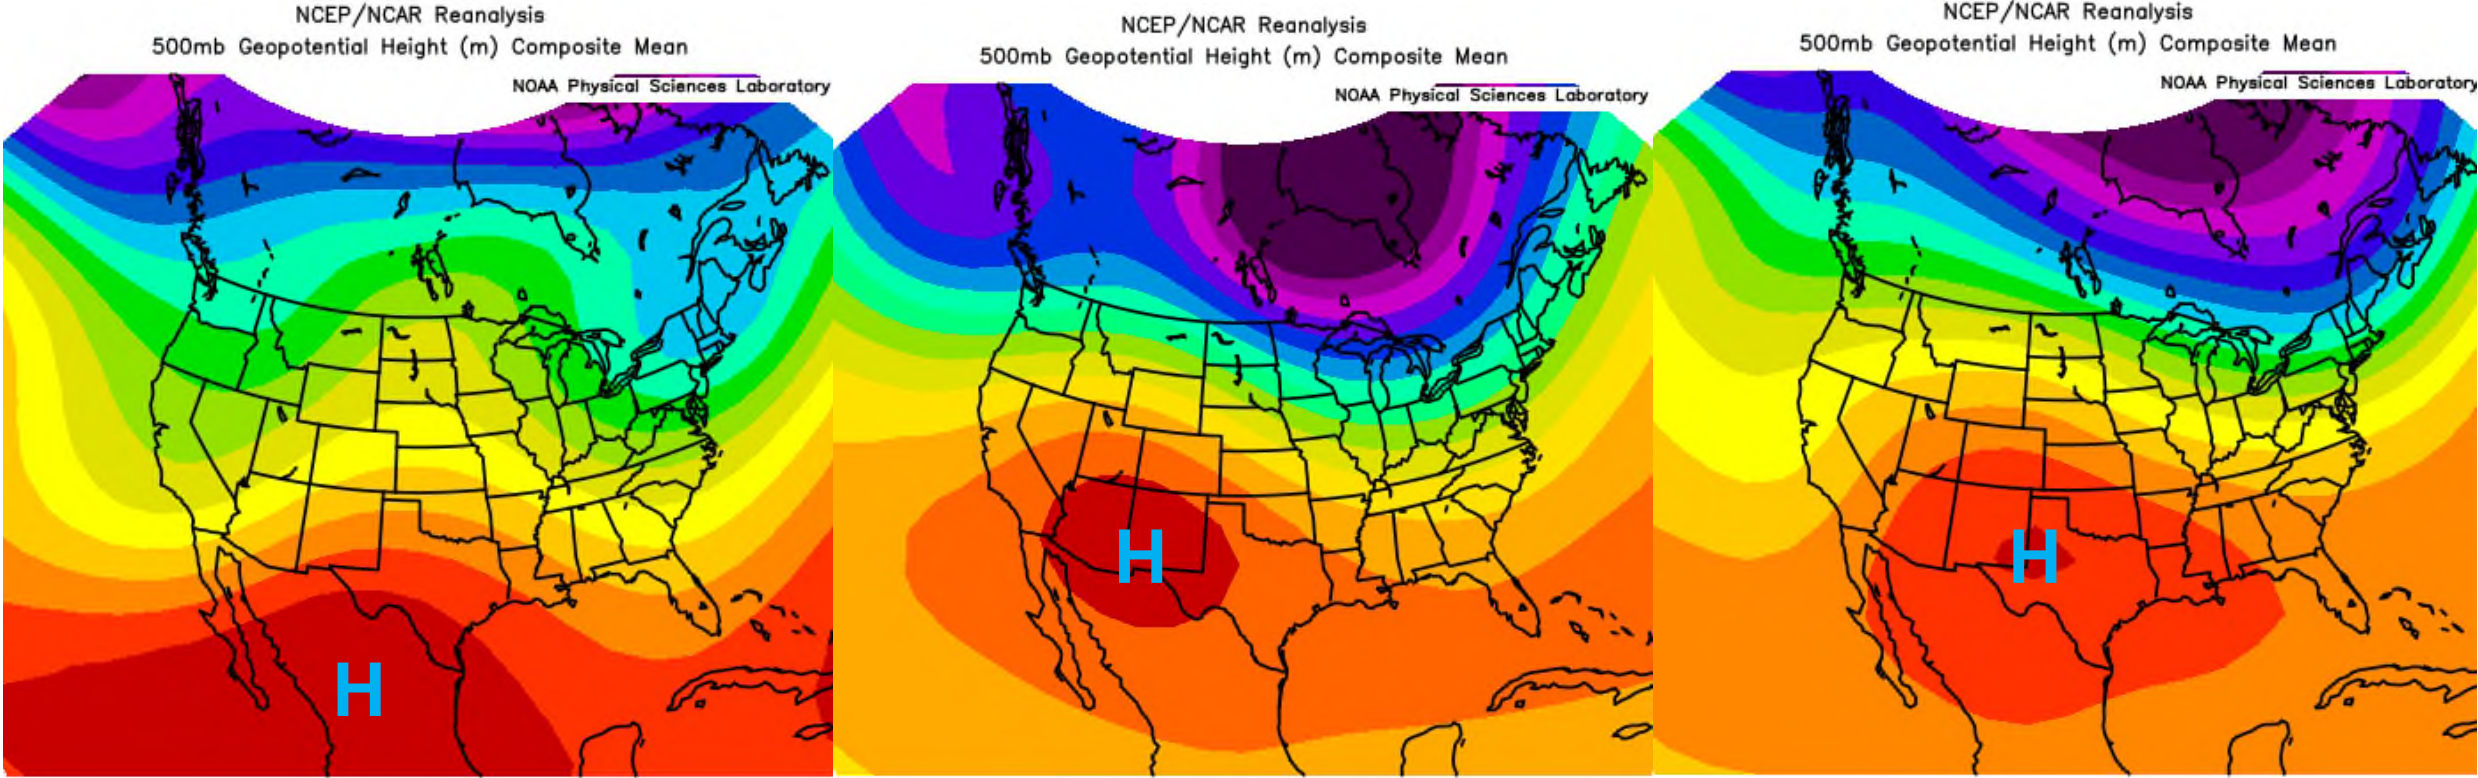 NCEP/NCAR Reanalysis
500mb Geopotential Height (m) Composite Mean
NOAA Physical Sciences Laboratory
H
NCEP/NCAR Reanalysis
500mb Geopotential Height (m) Composite Mean
NOAA Physical Sciences Laboratory
H
NCEP/NCAR Reanalysis
500mb Geopotential Height (m) Composite Mean
NOAA Physical Sciences Laboratory
H